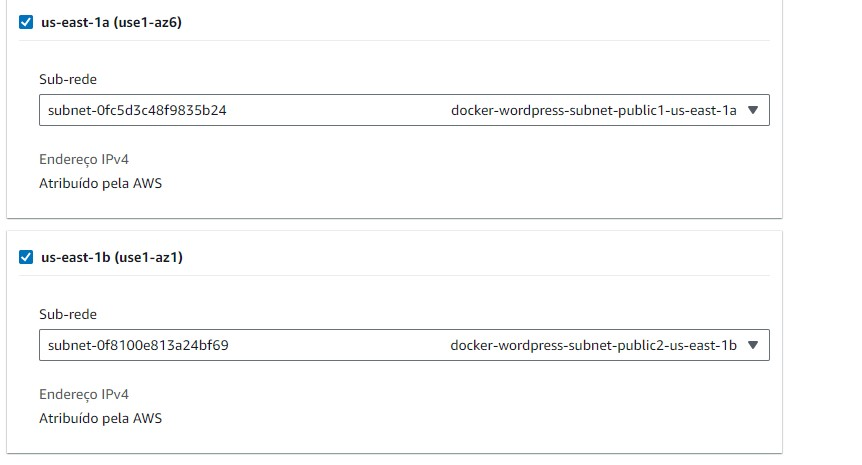 us-east-1a (use1-az6)
Sub-rede
subnet-0fc5d3c48f9835b24 docker-wordpress-subnet-public1-us-east-1a
Endereço IPv4
Atribuído pela AWS
us-east-1b (use1-az1)
Sub-rede
subnet-0f8100e813a24bf69 docker-wordpress-subnet-public2-us-east-1b
Endereço IPv4
Atribuído pela AWS